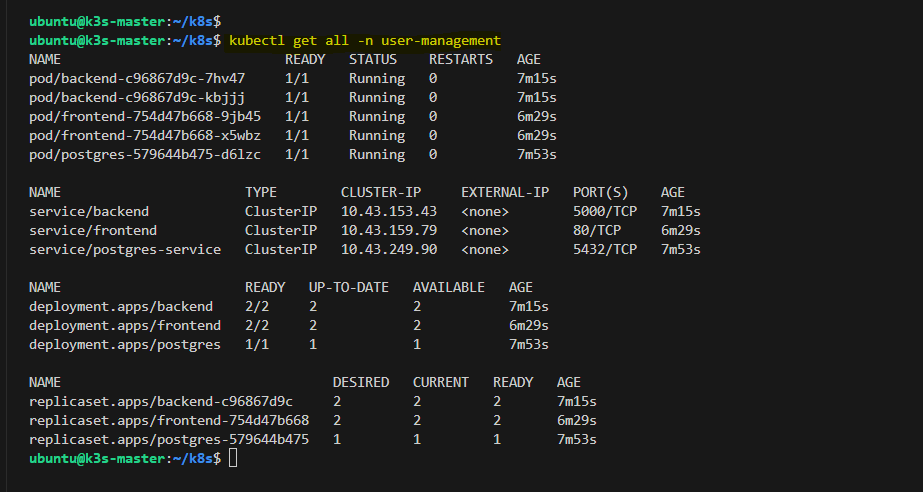 ubuntu@k3s-master:~/k8s$
ubuntu@k3s-master:~/k8s$ kubectl get all -n user-management
NAME READY STATUS RESTARTS AGE
pod/backend-c96867d9c-7hv47 1/1 Running 0 7m15s
pod/backend-c96867d9c-kbjjj 1/1 Running 0 7m15s
pod/frontend-754d47b668-9jb45 1/1 Running 0 6m29s
pod/frontend-754d47b668-x5wbz 1/1 Running 0 6m29s
pod/postgres-579644b475-d6lzc 1/1 Running 0 7m53s
NAME TYPE CLUSTER-IP EXTERNAL-IP PORT(S) AGE
service/backend ClusterIP 10.43.153.43 <none> 5000/TCP 7m15s
service/frontend ClusterIP 10.43.159.79 <none> 80/TCP 6m29s
service/postgres-service ClusterIP 10.43.249.90 <none> 5432/TCP 7m53s
NAME READY UP-TO-DATE AVAILABLE AGE
deployment.apps/backend 2/2 2 2 7m15s
deployment.apps/frontend 2/2 2 2 6m29s
deployment.apps/postgres 1/1 1 1 7m53s
NAME DESIRED CURRENT READY AGE
replicaset.apps/backend-c96867d9c 2 2 2 7m15s
replicaset.apps/frontend-754d47b668 2 2 2 6m29s
replicaset.apps/postgres-579644b475 1 1 1 7m53s
ubuntu@k3s-master:~/k8s$